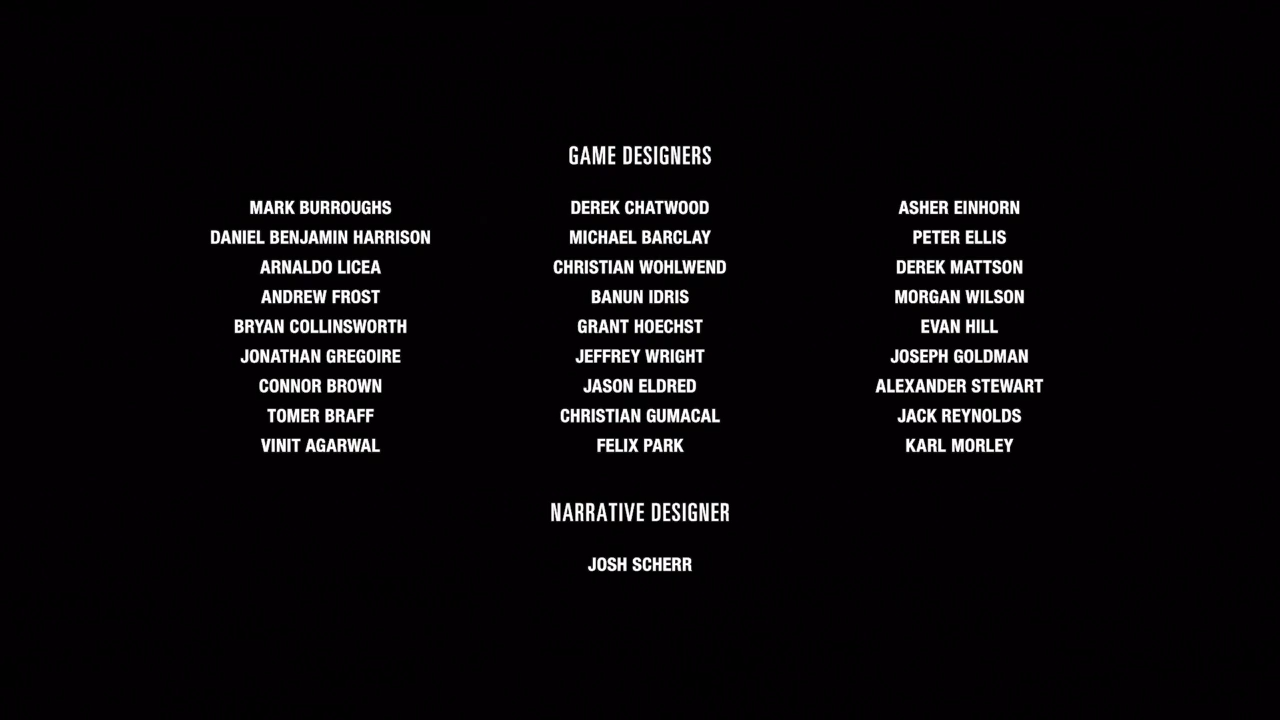 GAME DESIGNERS
MARK BURROUGHS DEREK CHATWOOD ASHER EINHORN
DANIEL BENJAMIN HARRISON MICHAEL BARCLAY PETER ELLIS
ARNALDO LICEA CHRISTIAN WOHLWEND DEREK MATTSON
ANDREW FROST BANUN IDRIS MORGAN WILSON
BRYAN COLLINSWORTH GRANT HOECHST EVAN HILL
JONATHAN GREGOIRE JEFFREY WRIGHT JOSEPH GOLDMAN
CONNOR BROWN JASON ELDRED ALEXANDER STEWART
TOMER BRAFF CHRISTIAN GUMACAL JACK REYNOLDS
VINIT AGARWAL FELIX PARK KARL MORLEY
NARRATIVE DESIGNER
JOSH SCHERR